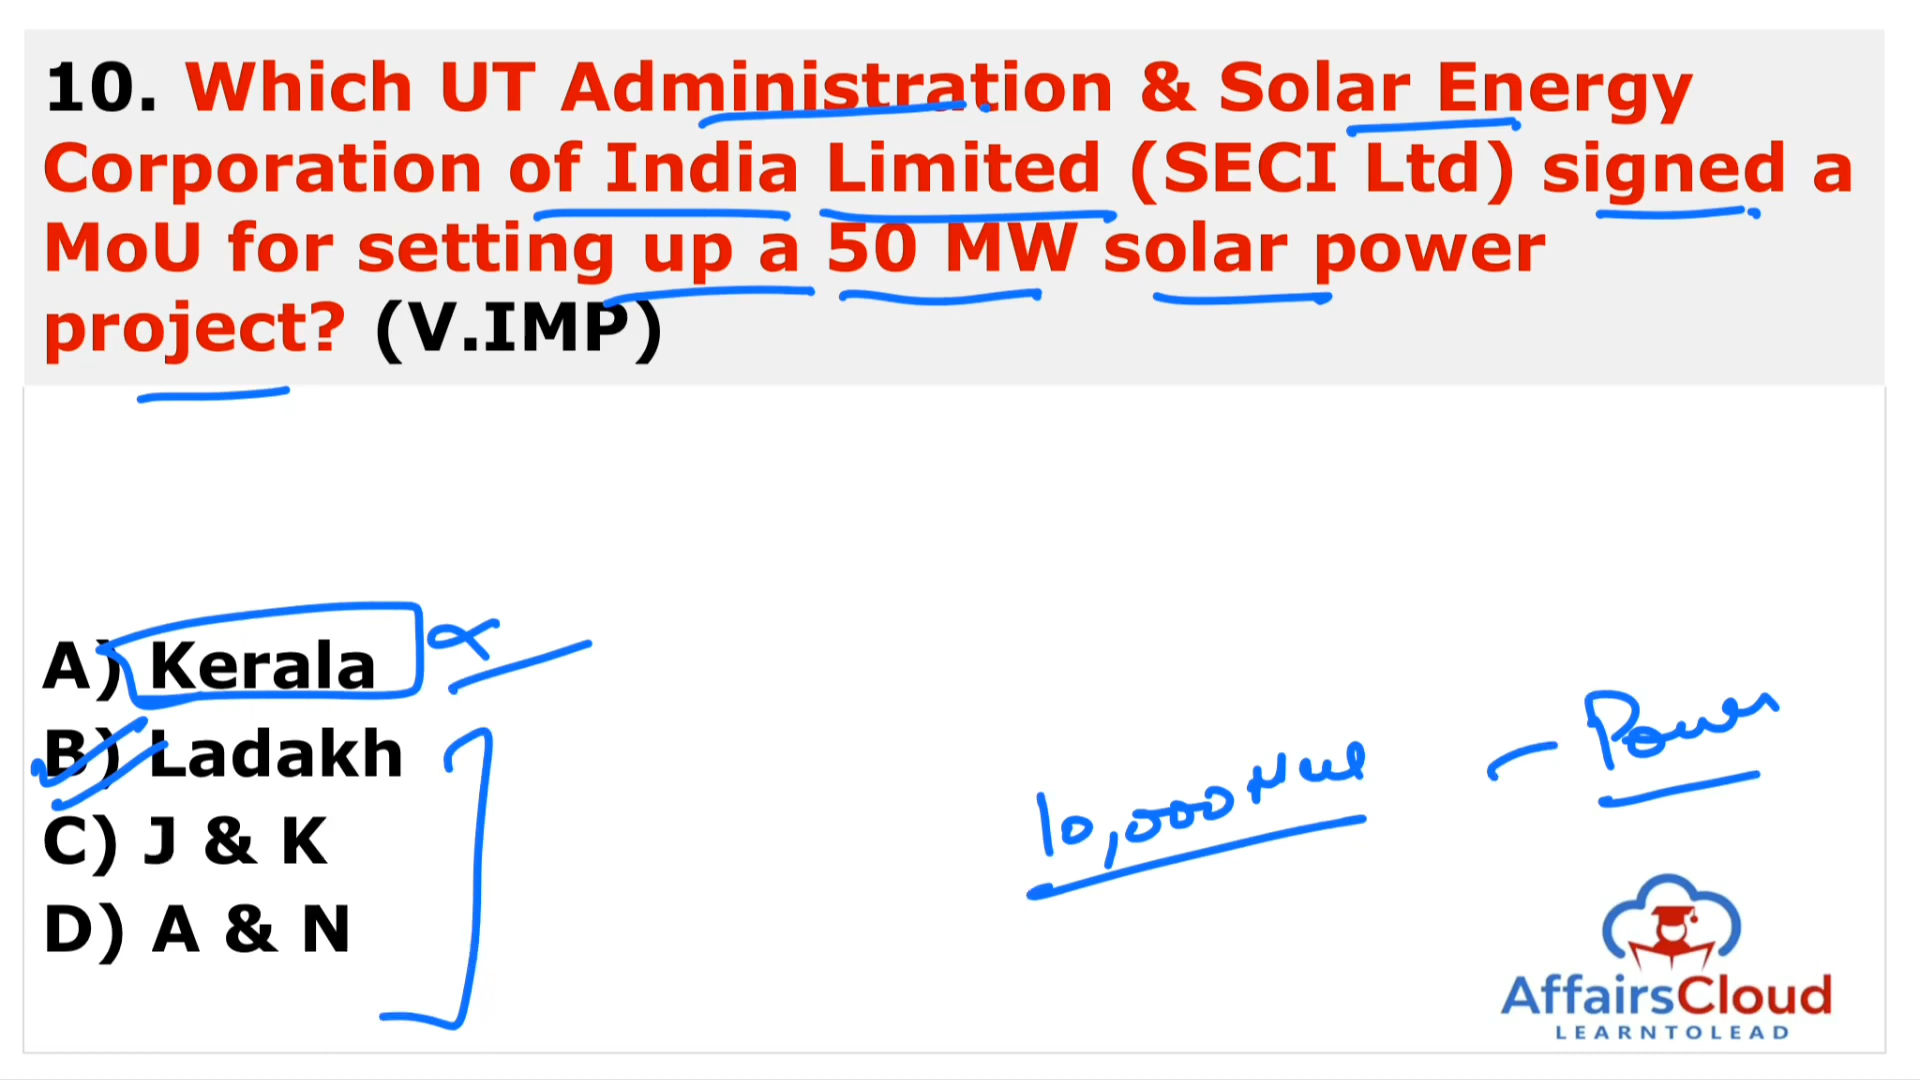 10. Which UT Administration & Solar Energy
Corporation of India Limited (SECI Ltd) signed a
MoU for setting up a 50 MW solar power
project? (V.IMP)
A) Kerala
B) Ladakh
C) J & K
D) A & N
10,000 MW
Power
AffairsCloud
LEARNTOLEAD